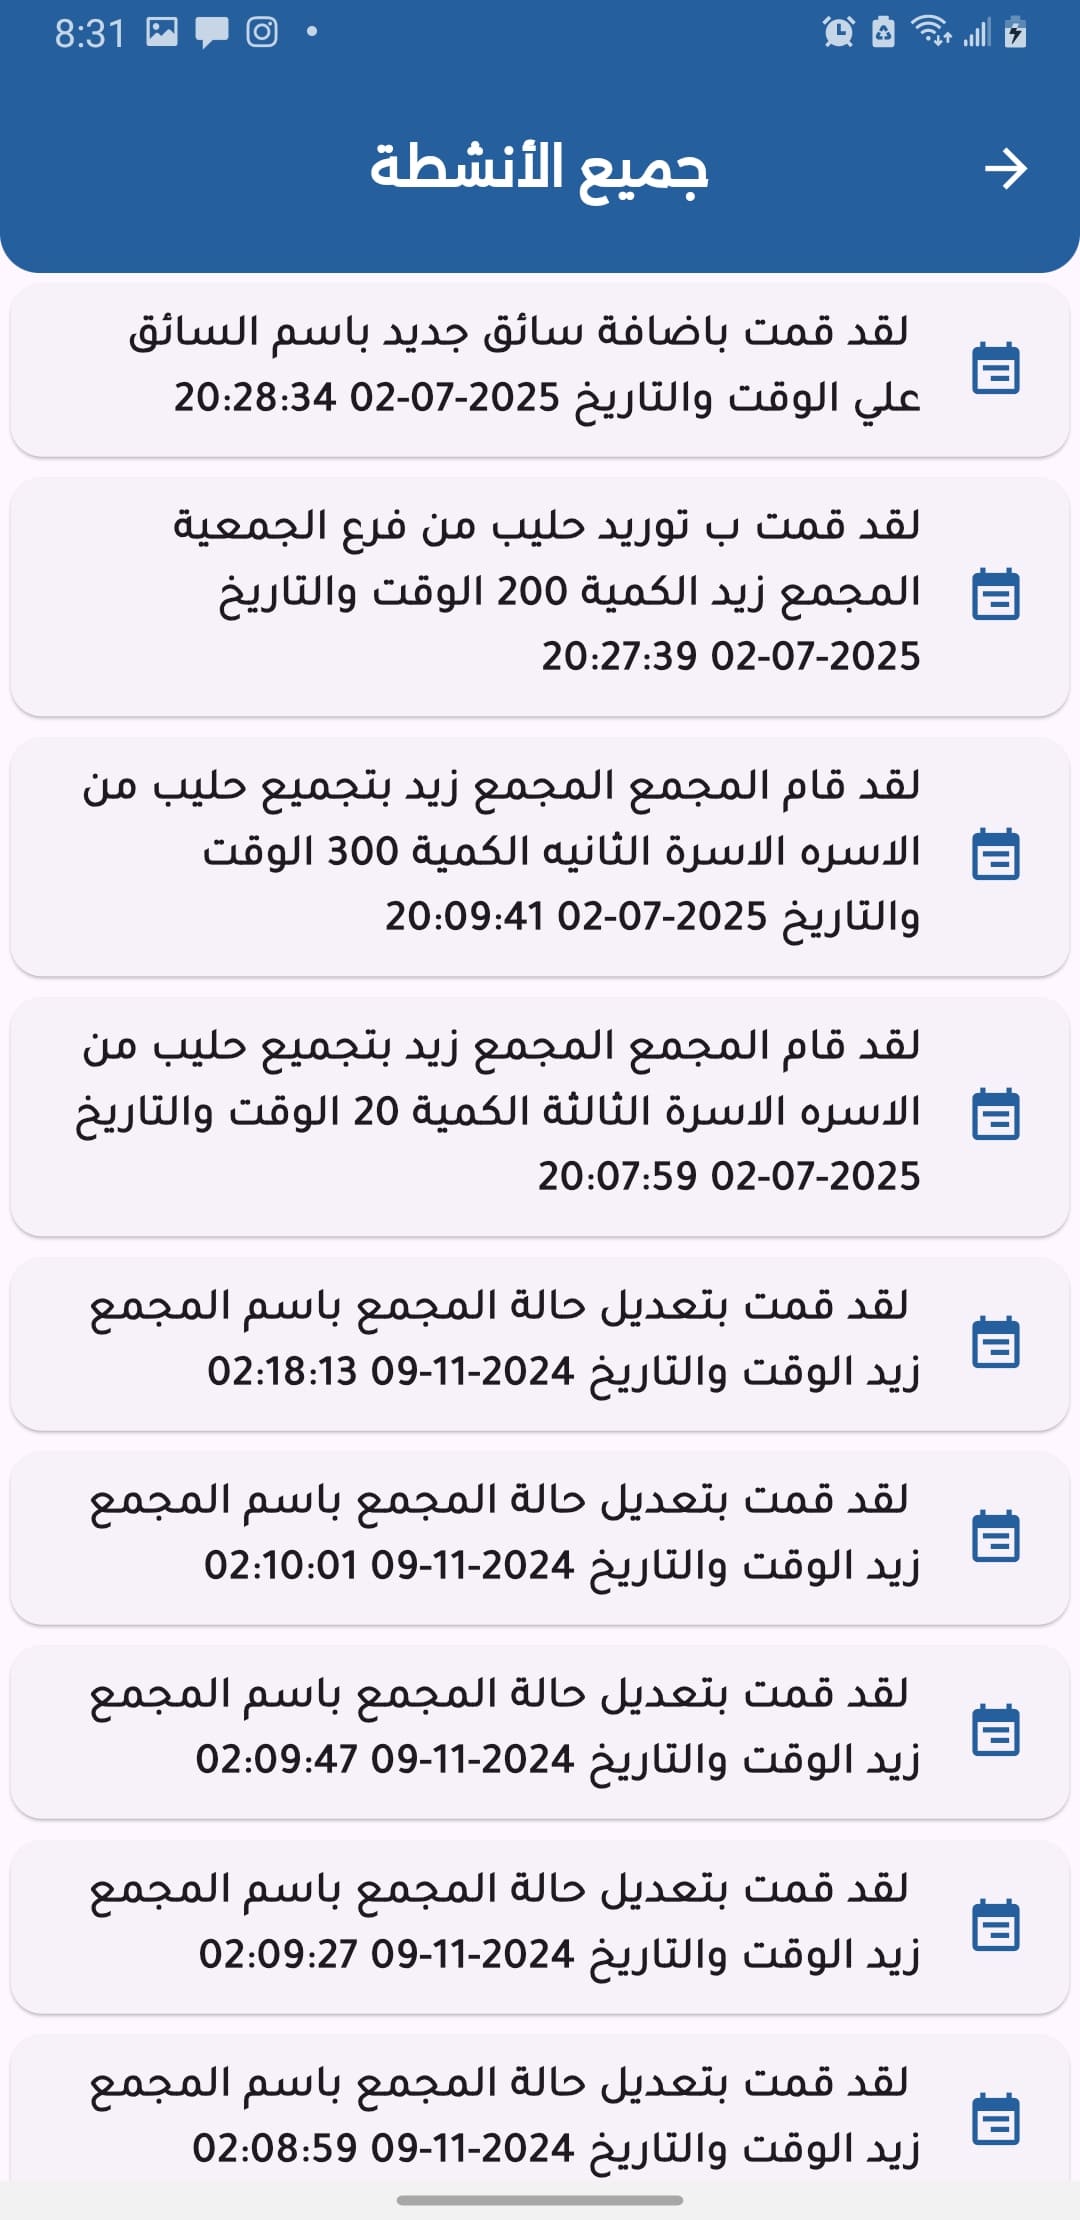 8:31
جميع الأنشطة
لقد قمت باضافة سائق جديد باسم السائق
علي الوقت والتاريخ 2025-07-02 20:28:34
لقد قمت ب توريد حليب من فرع الجمعية
المجمع زيد الكمية 200 الوقت والتاريخ
2025-07-02 20:27:39
لقد قام المجمع المجمع زيد بتجميع حليب من
الاسره الاسرة الثانيه الكمية 300 الوقت
والتاريخ 2025-07-02 20:09:41
لقد قام المجمع المجمع زيد بتجميع حليب من
الاسره الاسرة الثالثة الكمية 20 الوقت والتاريخ
2025-07-02 20:07:59
لقد قمت بتعديل حالة المجمع باسم المجمع
زيد الوقت والتاريخ 2024-11-09 02:18:13
لقد قمت بتعديل حالة المجمع باسم المجمع
زيد الوقت والتاريخ 2024-11-09 02:10:01
لقد قمت بتعديل حالة المجمع باسم المجمع
زيد الوقت والتاريخ 2024-11-09 02:09:47
لقد قمت بتعديل حالة المجمع باسم المجمع
زيد الوقت والتاريخ 2024-11-09 02:09:27
لقد قمت بتعديل حالة المجمع باسم المجمع
زيد الوقت والتاريخ 2024-11-09 02:08:59